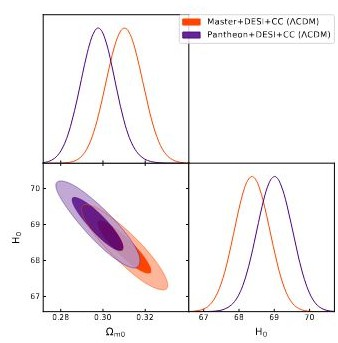 Master+DESI+CC (ΛCDM)
Pantheon+DESI+CC (ΛCDM)
70
69
68
67
H₀
0.28 0.30 0.32
Ωm0
67 69 70
H₀